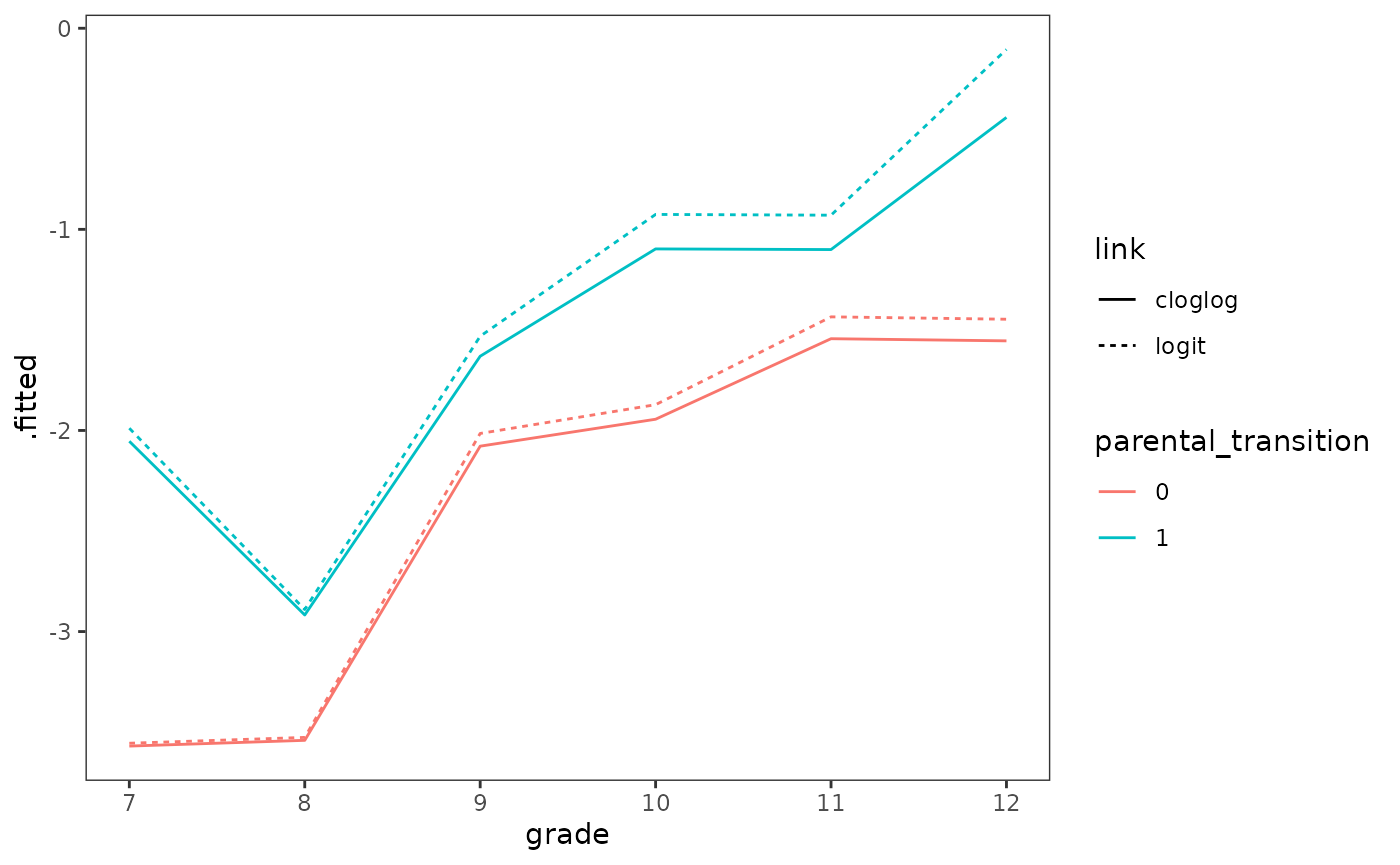 0
-1
-2
-3
.fitted
7 8 9 10 11 12
grade
link
cloglog
logit
parental_transition
0
1